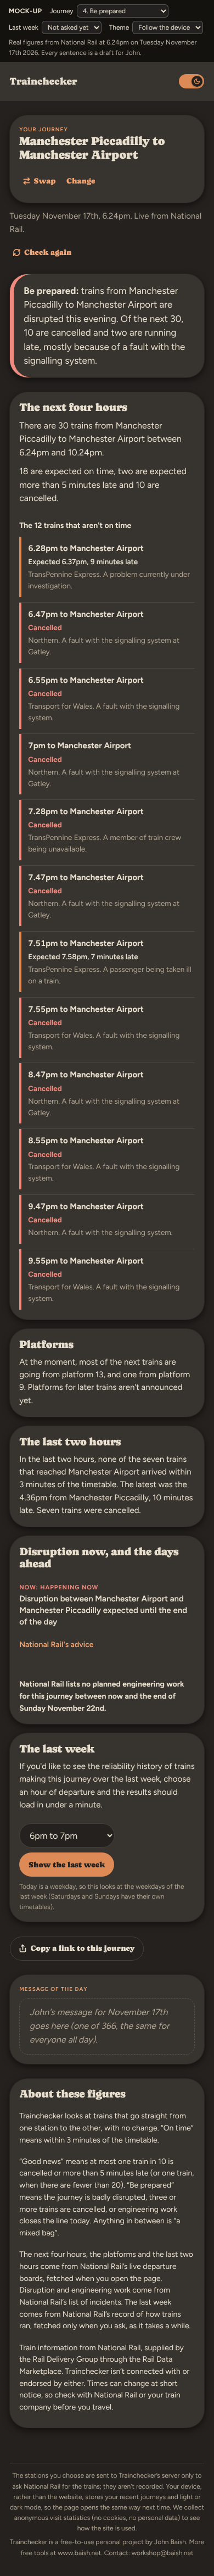 MOCK-UP Journey 4. Be prepared
Last week Not asked yet Theme Follow the device
Real figures from National Rail at 6.24pm on Tuesday November
17th 2026. Every sentence is a draft for John.
Trainchecker
YOUR JOURNEY
Manchester Piccadilly to
Manchester Airport
Swap Change
Tuesday November 17th, 6.24pm. Live from National
Rail.
Check again
Be prepared: trains from Manchester
Piccadilly to Manchester Airport are
disrupted this evening. Of the next 30,
10 are cancelled and two are running
late, mostly because of a fault with the
signalling system.
The next four hours
There are 30 trains from Manchester
Piccadilly to Manchester Airport between
6.24pm and 10.24pm.
18 are expected on time, two are expected
more than 5 minutes late and 10 are
cancelled.
The 12 trains that aren't on time
6.28pm to Manchester Airport
Expected 6.37pm, 9 minutes late
TransPennine Express. A problem currently under
investigation.
6.47pm to Manchester Airport
Cancelled
Northern. A fault with the signalling system at
Gatley.
6.55pm to Manchester Airport
Cancelled
Transport for Wales. A fault with the signalling
system.
7pm to Manchester Airport
Cancelled
Northern. A fault with the signalling system at
Gatley.
7.28pm to Manchester Airport
Cancelled
TransPennine Express. A member of train crew
being unavailable.
7.47pm to Manchester Airport
Cancelled
Northern. A fault with the signalling system at
Gatley.
7.51pm to Manchester Airport
Expected 7.58pm, 7 minutes late
TransPennine Express. A passenger being taken ill
on a train.
7.55pm to Manchester Airport
Cancelled
Transport for Wales. A fault with the signalling
system.
8.47pm to Manchester Airport
Cancelled
Northern. A fault with the signalling system at
Gatley.
8.55pm to Manchester Airport
Cancelled
Transport for Wales. A fault with the signalling
system.
9.47pm to Manchester Airport
Cancelled
Northern. A fault with the signalling system.
9.55pm to Manchester Airport
Cancelled
Transport for Wales. A fault with the signalling
system.
Platforms
At the moment, most of the next trains are
going from platform 13, and one from platform
9. Platforms for later trains aren't announced
yet.
The last two hours
In the last two hours, none of the seven trains
that reached Manchester Airport arrived within
3 minutes of the timetable. The latest was the
4.36pm from Manchester Piccadilly, 10 minutes
late. Seven trains were cancelled.
Disruption now, and the days
ahead
NOW: HAPPENING NOW
Disruption between Manchester Airport and
Manchester Piccadilly expected until the end
of the day
National Rail's advice
National Rail lists no planned engineering work
for this journey between now and the end of
Sunday November 22nd.
The last week
If you'd like to see the reliability history of trains
making this journey over the last week, choose
an hour of departure and the results should
load in under a minute.
6pm to 7pm
Show the last week
Today is a weekday, so this looks at the weekdays of the
last week (Saturdays and Sundays have their own
timetables).
Copy a link to this journey
MESSAGE OF THE DAY
John's message for November 17th
goes here (one of 366, the same for
everyone all day).
About these figures
Trainchecker looks at trains that go straight from
one station to the other, with no change. "On time"
means within 3 minutes of the timetable.
"Good news" means at most one train in 10 is
cancelled or more than 5 minutes late (or one train,
when there are fewer than 20). "Be prepared"
means the journey is badly disrupted, three or
more trains are cancelled, or engineering work
closes the line today. Anything in between is "a
mixed bag".
The next four hours, the platforms and the last two
hours come from National Rail's live departure
boards, fetched when you open the page.
Disruption and engineering work come from
National Rail's list of incidents. The last week
comes from National Rail's record of how trains
ran, fetched only when you ask, as it takes a while.
Train information from National Rail, supplied by
the Rail Delivery Group through the Rail Data
Marketplace. Trainchecker isn't connected with or
endorsed by either. Times can change at short
notice, so check with National Rail or your train
company before you travel.
The stations you choose are sent to Trainchecker's server only to
ask National Rail for the trains; they aren't recorded. Your device,
rather than the website, stores your recent journeys and light or
dark mode, so the page opens the same way next time. We collect
anonymous visit statistics (no cookies, no personal data) to see
how the site is used.
Trainchecker is a free-to-use personal project by John Baish. More
free tools at www.baish.net. Contact: workshop@baish.net